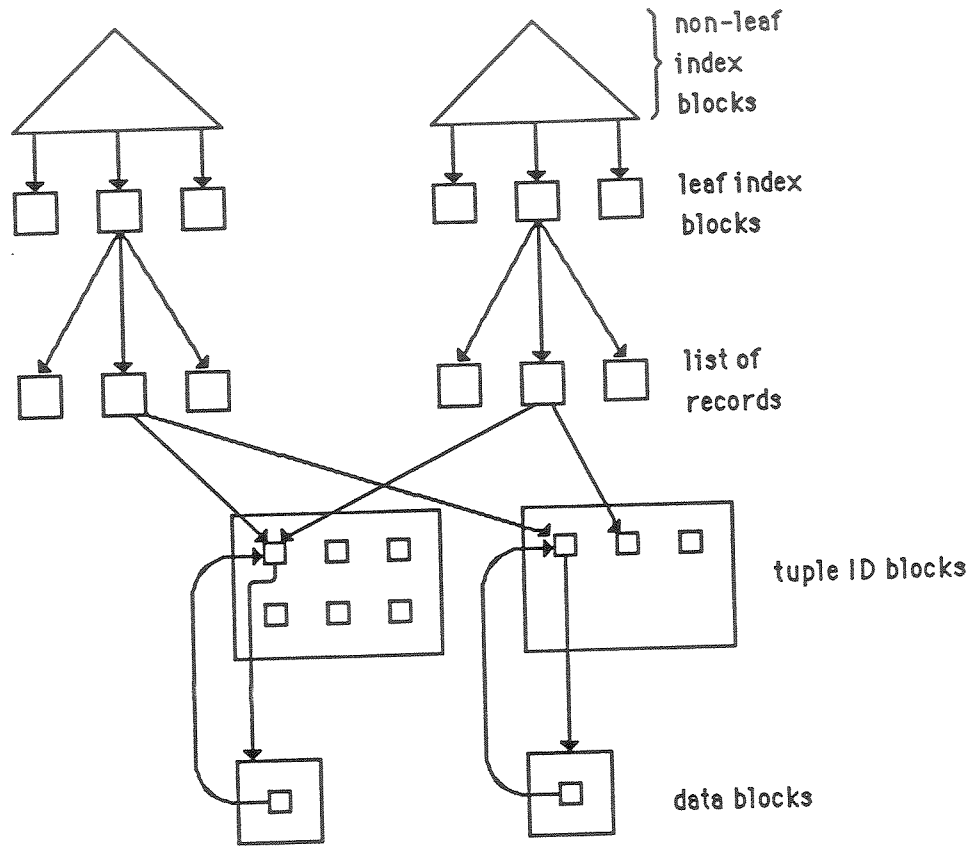 non-leaf
index
blocks
leaf index
blocks
list of
records
tuple ID blocks
data blocks